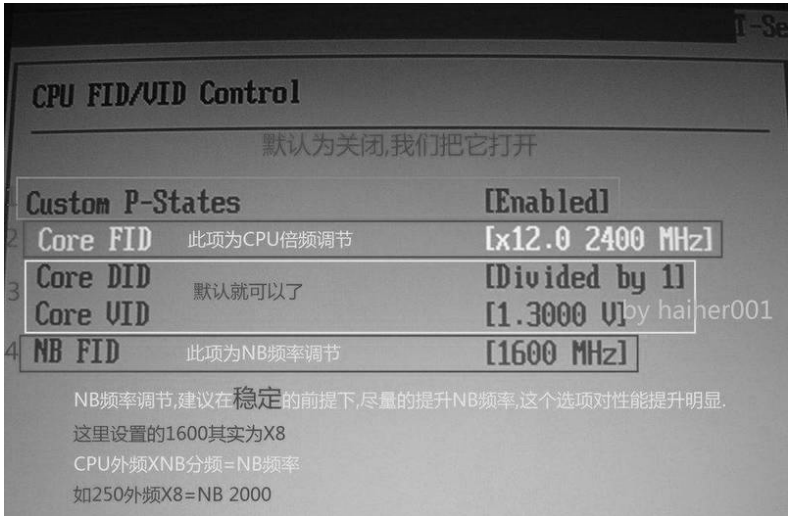 T-Se
CPU FID/VID Control
默认为关闭,我们把它打开
1 Custom P-States [Enabled]
2 Core FID 此项为CPU倍频调节 [x12.0 2400 MHz]
Core DID [Divided by 1]
3 默认就可以了
Core VID [1.3000 V]
by hainer001
4 NB FID 此项为NB频率调节 [1600 MHz]
NB频率调节,建议在稳定的前提下,尽量的提升NB频率,这个选项对性能提升明显.
这里设置的1600其实为X8
CPU外频XNB分频=NB频率
如250外频X8=NB 2000